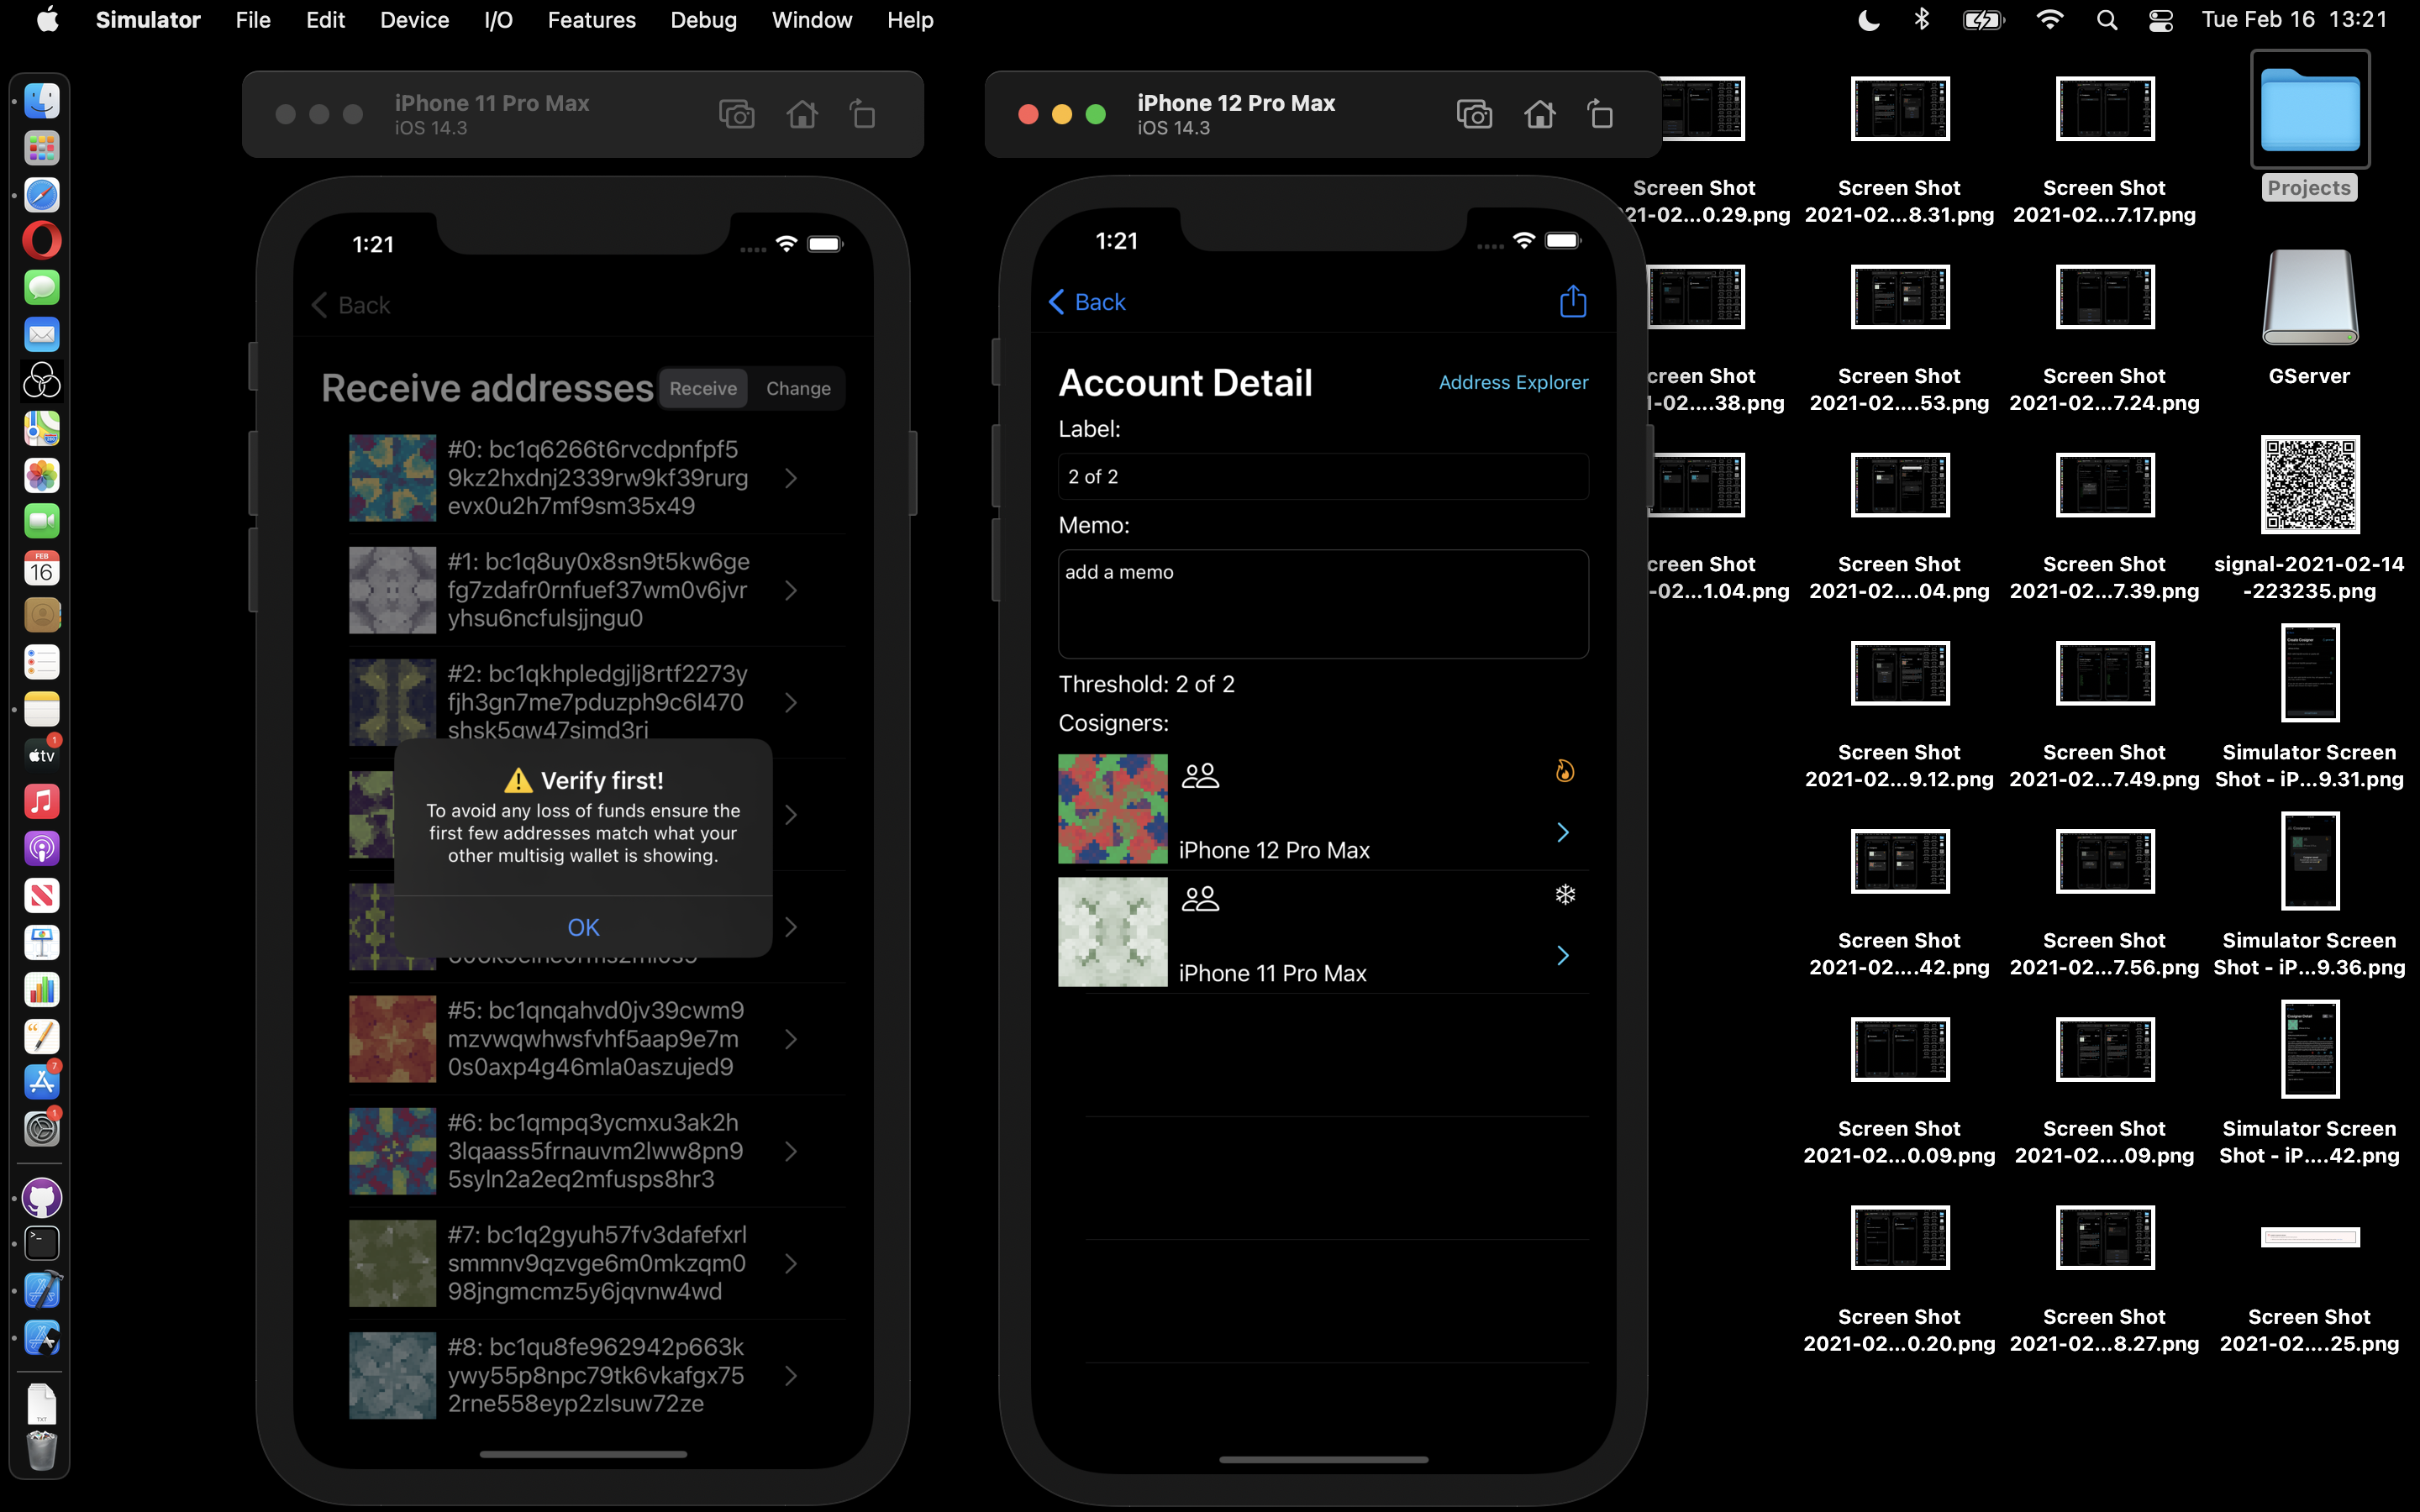 Simulator File Edit Device I/O Features Debug Window Help
Tue Feb 16 13:21
iPhone 11 Pro Max
iOS 14.3
1:21
Back
Receive addresses Receive Change
#0: bc1q6266t6rvcdpnfpf5
9kz2hxdnj2339rw9kf39rurg
evx0u2h7mf9sm35x49
#1: bc1q8uy0x8sn9t5kw6ge
fg7zdafr0rnfuef37wm0v6jvr
yhsu6ncfulsjjngu0
#2: bc1qkhpledgjlj8rtf2273y
fjh3gn7me7pduzph9c6l470
shsk5qw47simd3ri
⚠️ Verify first!
To avoid any loss of funds ensure the
first few addresses match what your
other multisig wallet is showing.
OK
#5: bc1qnqahvd0jv39cwm9
mzvwqwhwsfvhf5aap9e7m
0s0axp4g46mla0aszujed9
#6: bc1qmpq3ycmxu3ak2h
3lqaass5frnauvm2lww8pn9
5syln2a2eq2mfusps8hr3
#7: bc1q2gyuh57fv3dafefxrl
smmnv9qzvge6m0mkzqm0
98jngmcmz5y6jqvnw4wd
#8: bc1qu8fe962942p663k
ywy55p8npc79tk6vkafgx75
2rne558eyp2zlsuw72ze
iPhone 12 Pro Max
iOS 14.3
1:21
Back
Account Detail Address Explorer
Label:
2 of 2
Memo:
add a memo
Threshold: 2 of 2
Cosigners:
iPhone 12 Pro Max
iPhone 11 Pro Max
Screen Shot
21-02...0.29.png
Screen Shot
2021-02...8.31.png
Screen Shot
2021-02...7.17.png
Projects
creen Shot
1-02....38.png
Screen Shot
2021-02....53.png
Screen Shot
2021-02...7.24.png
GServer
creen Shot
-02...1.04.png
Screen Shot
2021-02....04.png
Screen Shot
2021-02...7.39.png
signal-2021-02-14
-223235.png
Screen Shot
2021-02...9.12.png
Screen Shot
2021-02...7.49.png
Simulator Screen
Shot - iP...9.31.png
Screen Shot
2021-02....42.png
Screen Shot
2021-02...7.56.png
Simulator Screen
Shot - iP...9.36.png
Screen Shot
2021-02...0.09.png
Screen Shot
2021-02....09.png
Simulator Screen
Shot - iP....42.png
Screen Shot
2021-02...0.20.png
Screen Shot
2021-02...8.27.png
Screen Shot
2021-02....25.png
FEB
16
1
tv
7
1
TXT